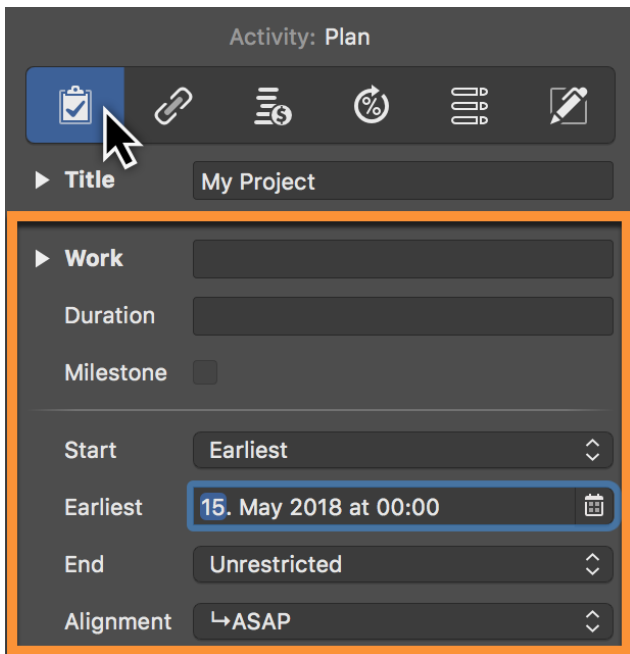 Activity: Plan
Title My Project
Work
Duration
Milestone
Start Earliest
Earliest 15. May 2018 at 00:00
End Unrestricted
Alignment ↳ASAP